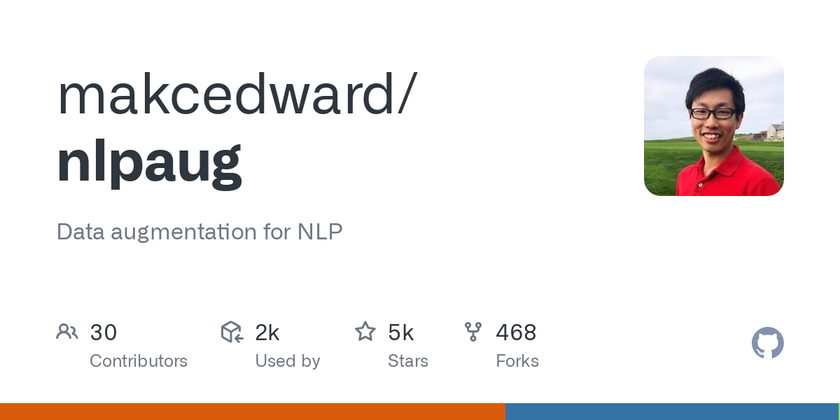 makcedward/
nlpaug
Data augmentation for NLP
30
Contributors
2k
Used by
5k
Stars
468
Forks